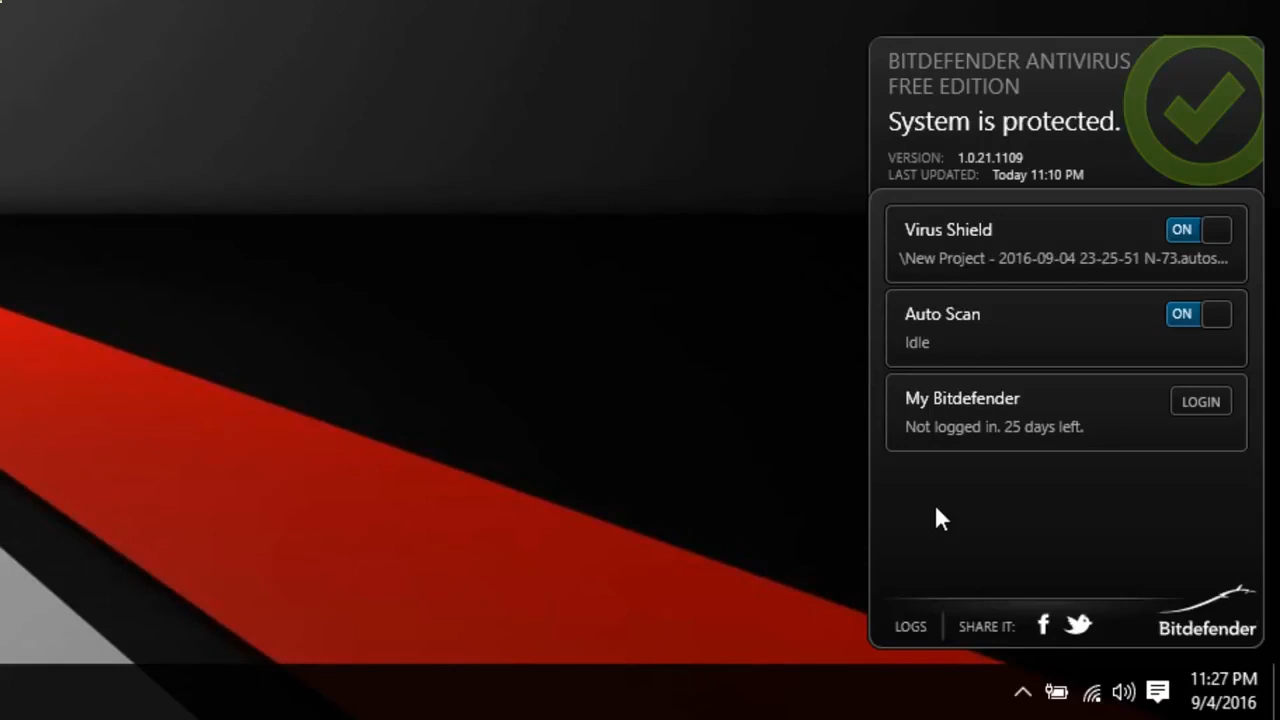 BITDEFENDER ANTIVIRUS
FREE EDITION
System is protected.
VERSION: 1.0.21.1109
LAST UPDATED: Today 11:10 PM
Virus Shield ON
\New Project - 2016-09-04 23-25-51 N-73.autos...
Auto Scan ON
Idle
My Bitdefender LOGIN
Not logged in. 25 days left.
LOGS SHARE IT: Bitdefender
11:27 PM
9/4/2016